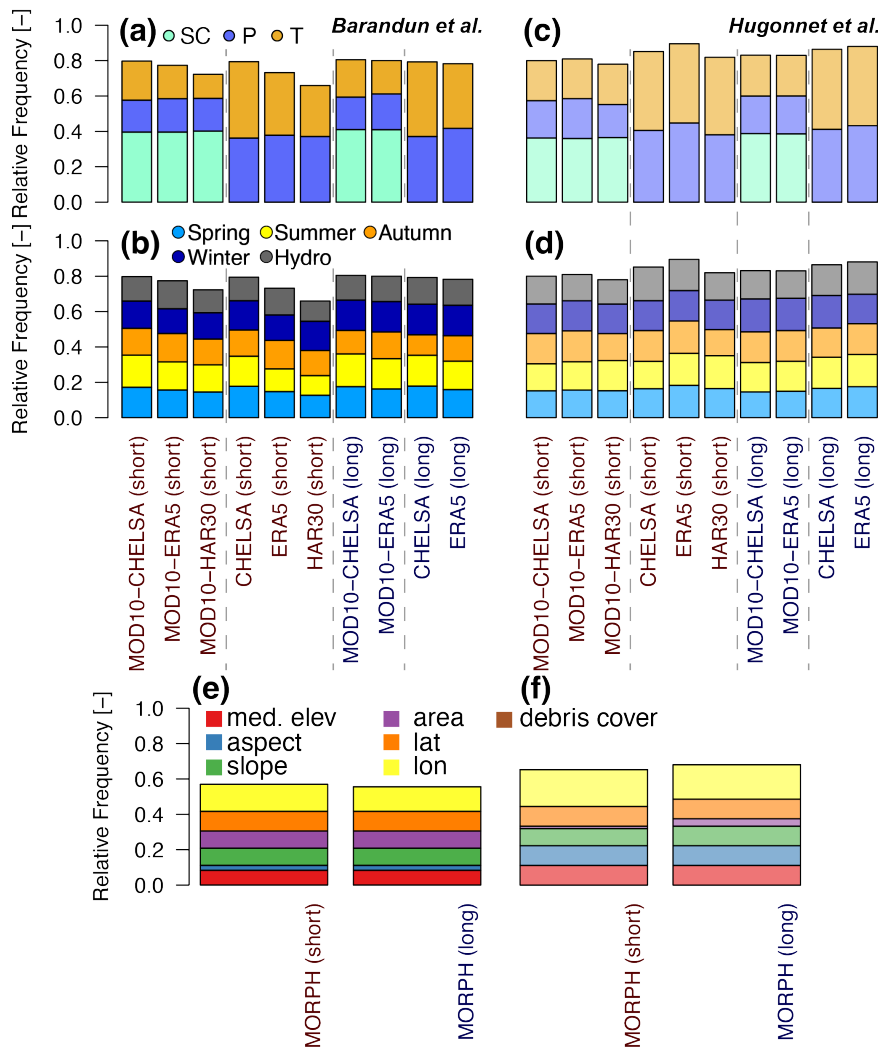 (a) SC P T Barandun et al.
(c) Hugonnet et al.
Relative Frequency [−]
1.0
0.8
0.6
0.4
0.2
0.0
(b) Spring Summer Autumn
Winter Hydro
(d)
Relative Frequency [−]
1.0
0.8
0.6
0.4
0.2
0.0
MOD10−CHELSA (short)
MOD10−ERA5 (short)
MOD10−HAR30 (short)
CHELSA (short)
ERA5 (short)
HAR30 (short)
MOD10−CHELSA (long)
MOD10−ERA5 (long)
CHELSA (long)
ERA5 (long)
MOD10−CHELSA (short)
MOD10−ERA5 (short)
MOD10−HAR30 (short)
CHELSA (short)
ERA5 (short)
HAR30 (short)
MOD10−CHELSA (long)
MOD10−ERA5 (long)
CHELSA (long)
ERA5 (long)
(e) (f)
med. elev area debris cover
aspect lat
slope lon
Relative Frequency [−]
1.0
0.8
0.6
0.4
0.2
0.0
MORPH (short)
MORPH (long)
MORPH (short)
MORPH (long)